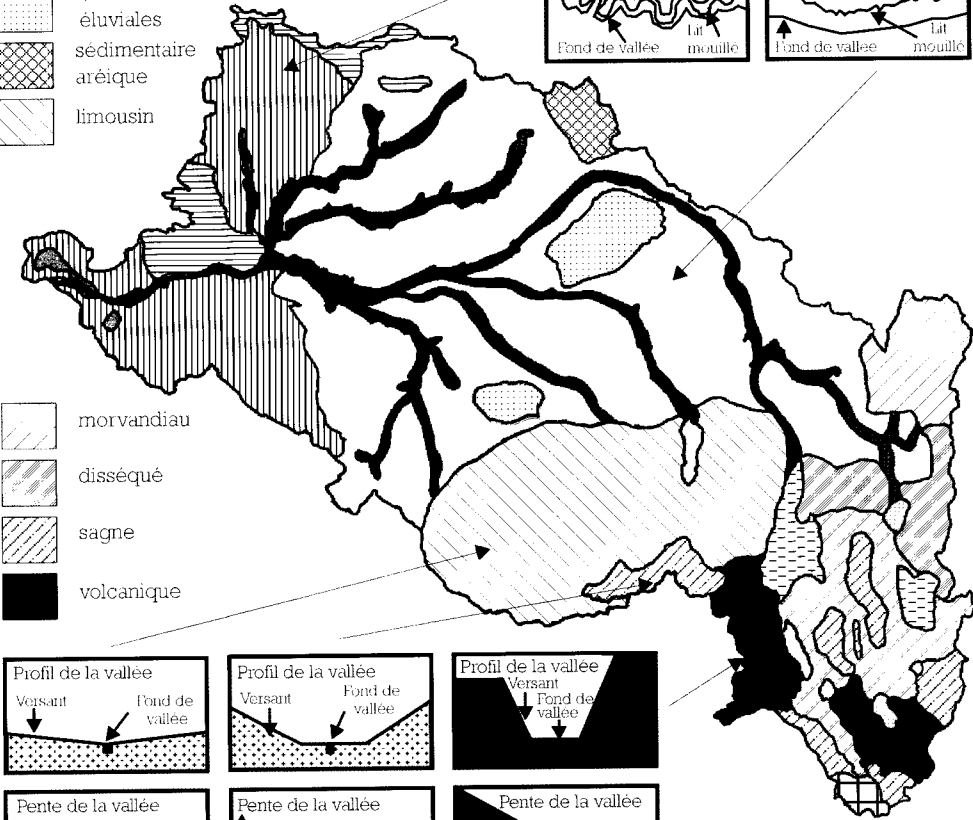 éluviales
sédimentaire
aréique
limousin
Fond de vallée
Lit
mouillé
Fond de vallée
Lit
mouillé
morvandiau
disséqué
sagne
volcanique
Profil de la vallée
Versant
Fond de
vallée
Profil de la vallée
Versant
Fond de
vallée
Profil de la vallée
Versant
Fond de
vallée
Pente de la vallée
Pente de la vallée
Pente de la vallée